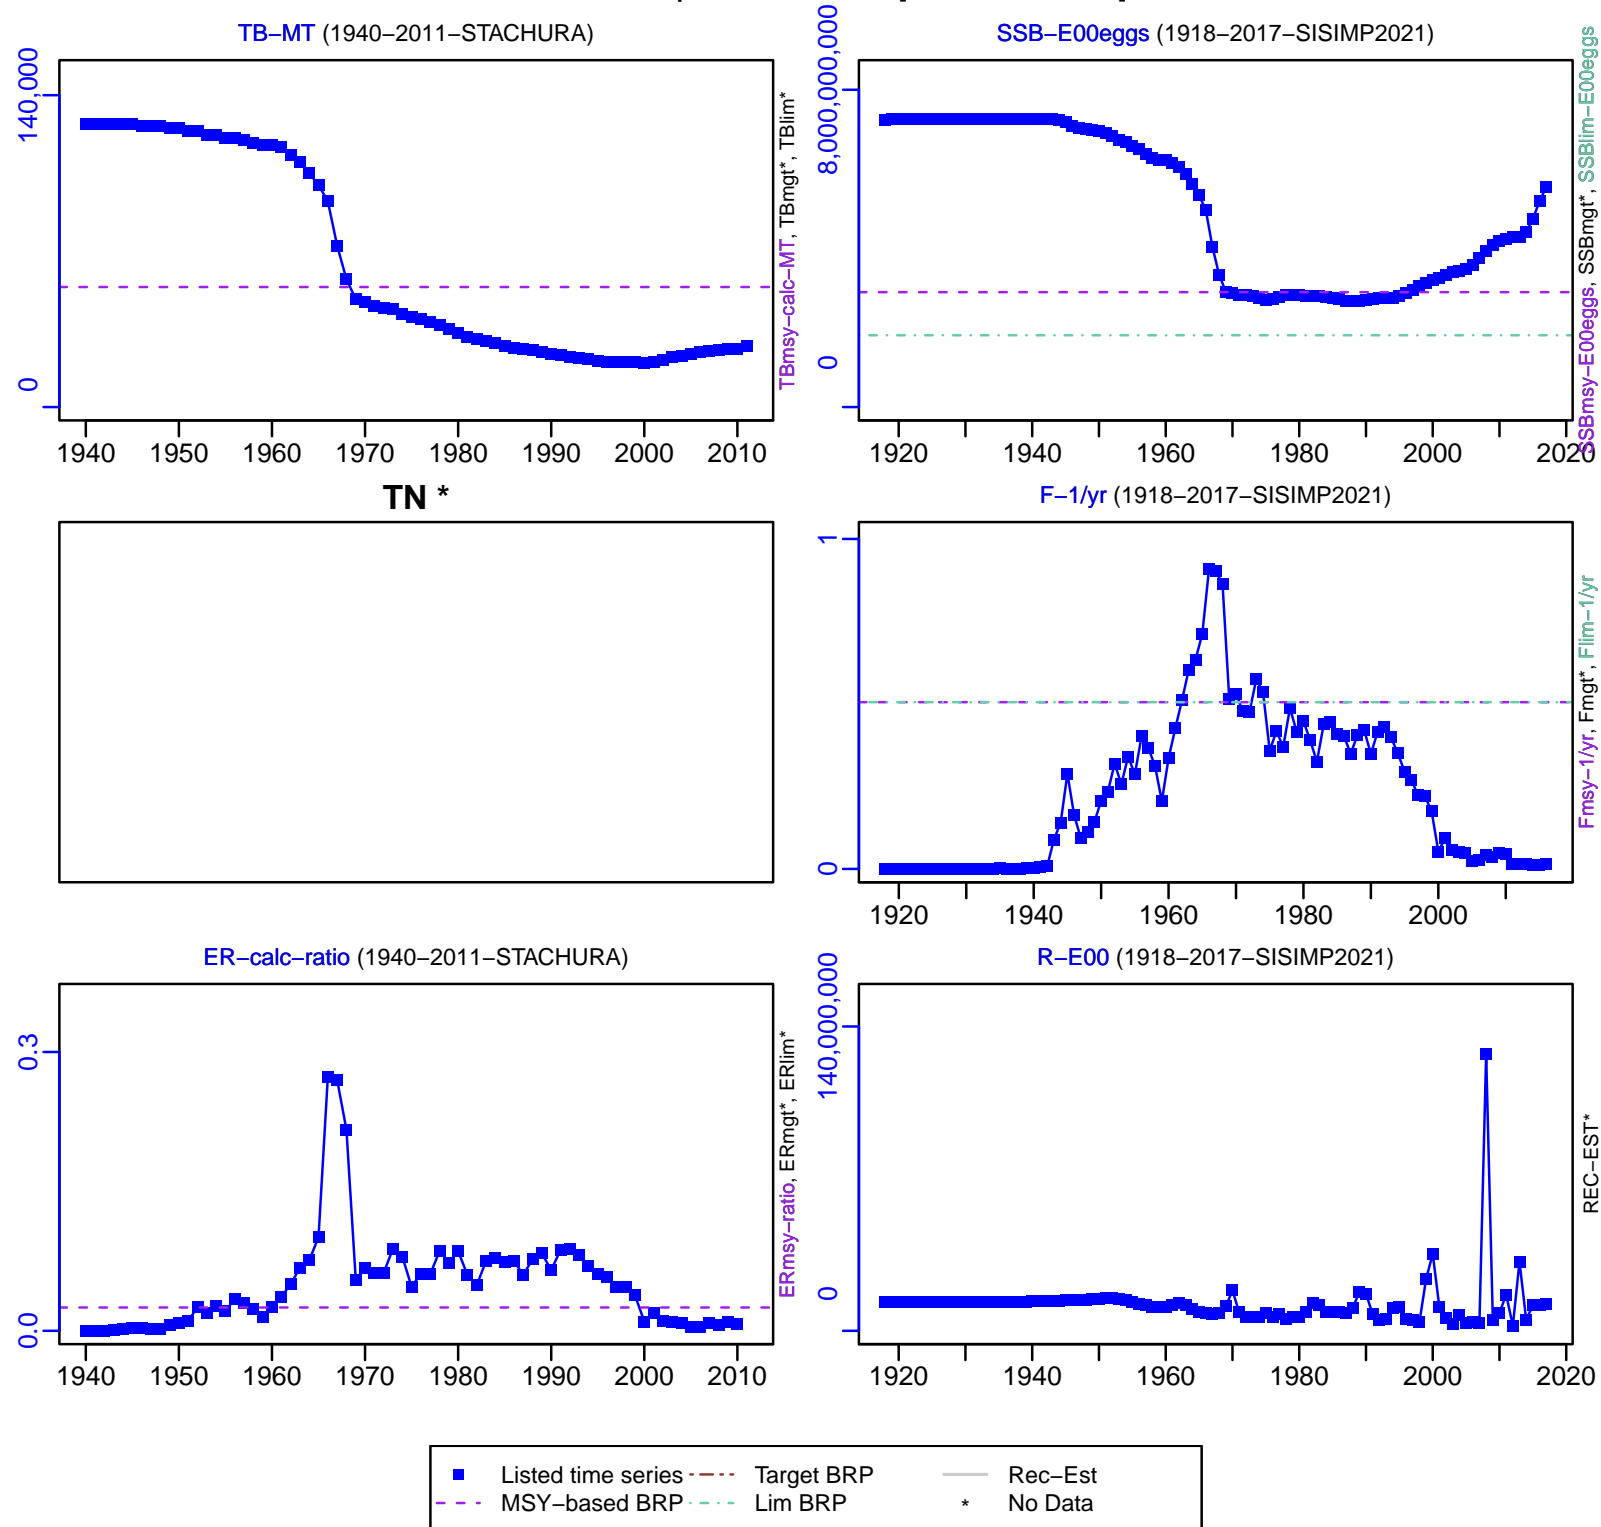 TB−MT (1940−2011−STACHURA)
140,000
0
1940 1950 1960 1970 1980 1990 2000 2010
TBmsy−calc−MT, TBmgt*, TBlim*
SSB−E00eggs (1918−2017−SISIMP2021)
8,000,000,000
0
1920 1940 1960 1980 2000 2020
SSBmsy−E00eggs, SSBmgt*, SSBlim−E00eggs
TN *
F−1/yr (1918−2017−SISIMP2021)
1
0
1920 1940 1960 1980 2000
Fmsy−1/yr, Fmgt*, Flim−1/yr
ER−calc−ratio (1940−2011−STACHURA)
0.3
0.0
1940 1950 1960 1970 1980 1990 2000 2010
ERmsy−ratio, ERmgt*, ERlim*
R−E00 (1918−2017−SISIMP2021)
140,000,000
0
1920 1940 1960 1980 2000 2020
REC−EST*
Listed time series Target BRP Rec−Est
MSY−based BRP Lim BRP * No Data